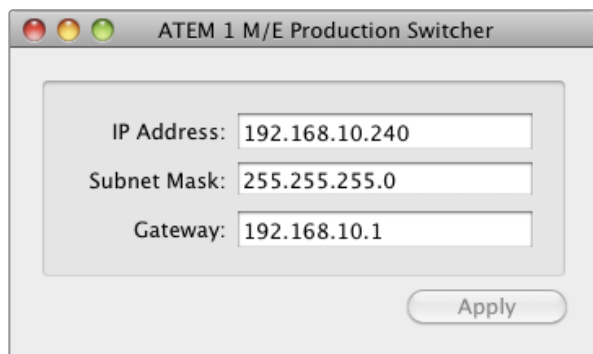 ATEM 1 M/E Production Switcher
IP Address: 192.168.10.240
Subnet Mask: 255.255.255.0
Gateway: 192.168.10.1
Apply